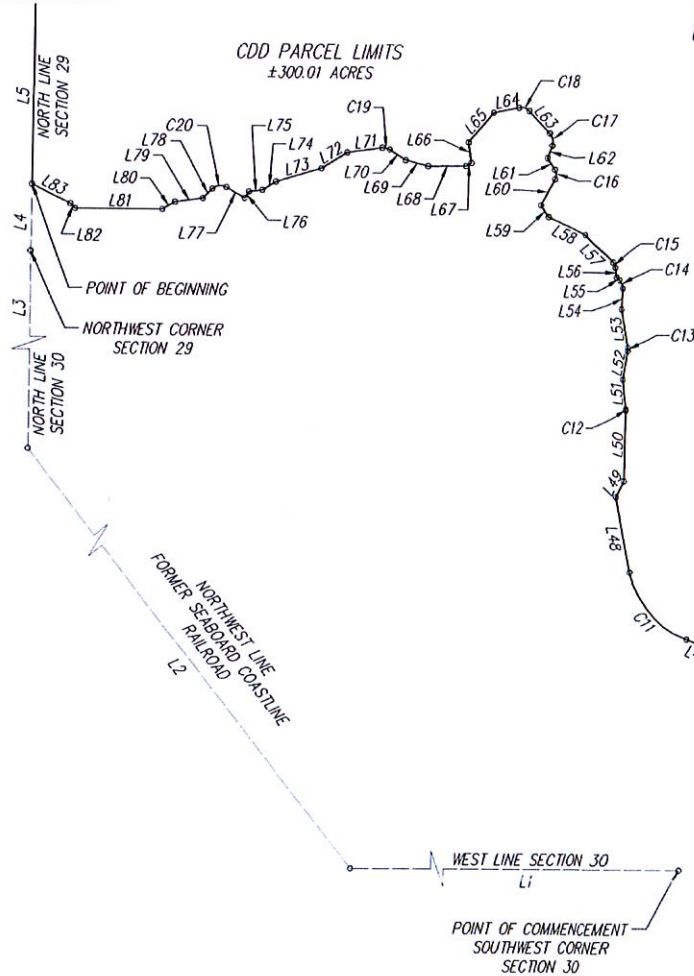 CDD PARCEL LIMITS
±300.01 ACRES
L5
NORTH LINE
SECTION 29
L83
L82
L81
L80
L79
L78
C20
L77
L75
L74
L76
L73
L72
L71
C19
L70
L69
L68
L67
L66
L65
L64
C18
L63
C17
L62
L61
C16
L60
L59
L58
L57
C15
L56
C14
L55
L54
L53
C13
L52
L51
C12
L50
L49
L48
C11
L4
POINT OF BEGINNING
L3
NORTHWEST CORNER
SECTION 29
NORTH LINE
SECTION 30
NORTHWEST LINE
FORMER SEABOARD COASTLINE
RAILROAD
L2
WEST LINE SECTION 30
L1
POINT OF COMMENCEMENT
SOUTHWEST CORNER
SECTION 30